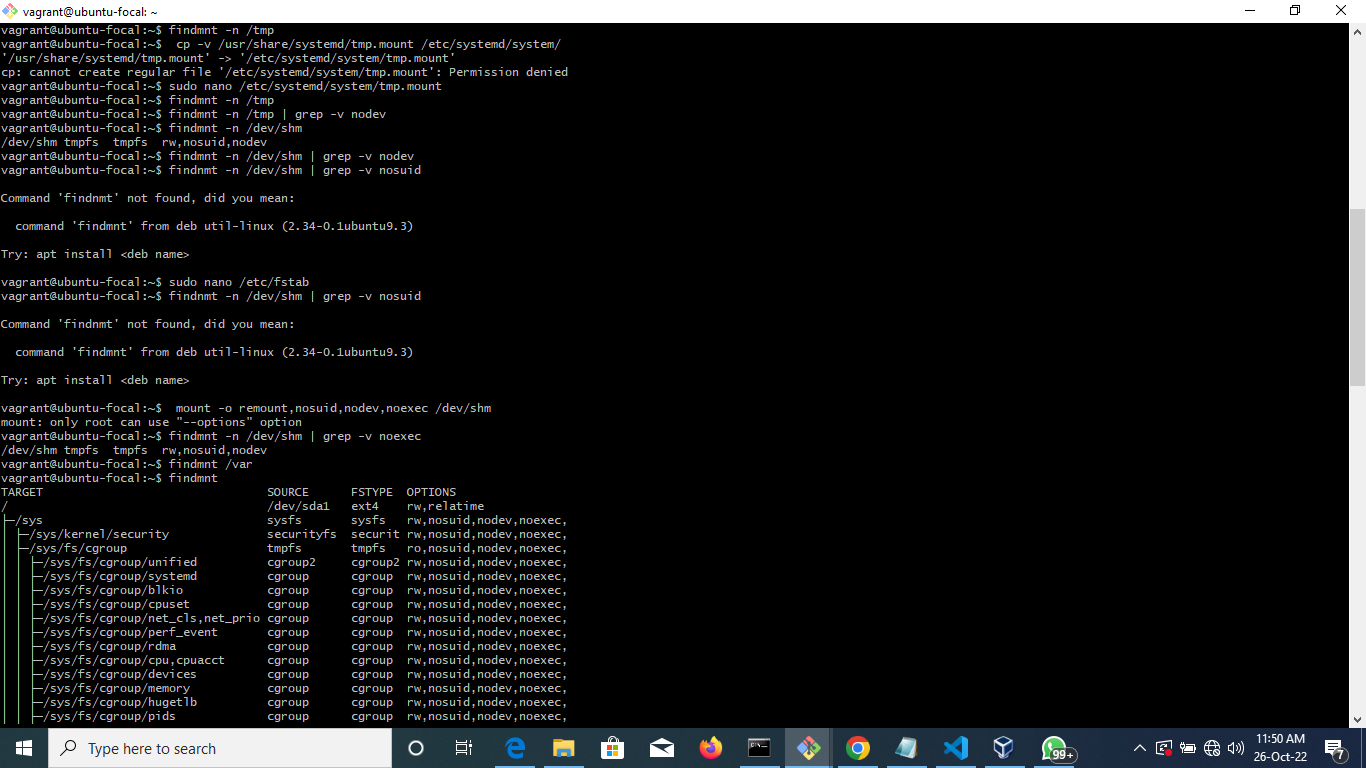 vagrant@ubuntu-focal: ~
vagrant@ubuntu-focal:~$ findmnt -n /tmp
vagrant@ubuntu-focal:~$  cp -v /usr/share/systemd/tmp.mount /etc/systemd/system/
'/usr/share/systemd/tmp.mount' -> '/etc/systemd/system/tmp.mount'
cp: cannot create regular file '/etc/systemd/system/tmp.mount': Permission denied
vagrant@ubuntu-focal:~$ sudo nano /etc/systemd/system/tmp.mount
vagrant@ubuntu-focal:~$ findmnt -n /tmp
vagrant@ubuntu-focal:~$ findmnt -n /tmp | grep -v nodev
vagrant@ubuntu-focal:~$ findmnt -n /dev/shm
/dev/shm tmpfs  tmpfs  rw,nosuid,nodev
vagrant@ubuntu-focal:~$ findmnt -n /dev/shm | grep -v nodev
vagrant@ubuntu-focal:~$ findnmt -n /dev/shm | grep -v nosuid
Command 'findnmt' not found, did you mean:
  command 'findmnt' from deb util-linux (2.34-0.1ubuntu9.3)
Try: apt install <deb name>
vagrant@ubuntu-focal:~$ sudo nano /etc/fstab
vagrant@ubuntu-focal:~$ findnmt -n /dev/shm | grep -v nosuid
Command 'findnmt' not found, did you mean:
  command 'findmnt' from deb util-linux (2.34-0.1ubuntu9.3)
Try: apt install <deb name>
vagrant@ubuntu-focal:~$  mount -o remount,nosuid,nodev,noexec /dev/shm
mount: only root can use "--options" option
vagrant@ubuntu-focal:~$ findmnt -n /dev/shm | grep -v noexec
/dev/shm tmpfs  tmpfs  rw,nosuid,nodev
vagrant@ubuntu-focal:~$ findmnt /var
vagrant@ubuntu-focal:~$ findmnt
TARGET                                SOURCE      FSTYPE  OPTIONS
/                                     /dev/sda1   ext4    rw,relatime
├─/sys                                sysfs       sysfs   rw,nosuid,nodev,noexec,
│ ├─/sys/kernel/security              securityfs  securit rw,nosuid,nodev,noexec,
│ ├─/sys/fs/cgroup                    tmpfs       tmpfs   ro,nosuid,nodev,noexec,
│ │ ├─/sys/fs/cgroup/unified          cgroup2     cgroup2 rw,nosuid,nodev,noexec,
│ │ ├─/sys/fs/cgroup/systemd          cgroup      cgroup  rw,nosuid,nodev,noexec,
│ │ ├─/sys/fs/cgroup/blkio            cgroup      cgroup  rw,nosuid,nodev,noexec,
│ │ ├─/sys/fs/cgroup/cpuset           cgroup      cgroup  rw,nosuid,nodev,noexec,
│ │ ├─/sys/fs/cgroup/net_cls,net_prio cgroup      cgroup  rw,nosuid,nodev,noexec,
│ │ ├─/sys/fs/cgroup/perf_event       cgroup      cgroup  rw,nosuid,nodev,noexec,
│ │ ├─/sys/fs/cgroup/rdma             cgroup      cgroup  rw,nosuid,nodev,noexec,
│ │ ├─/sys/fs/cgroup/cpu,cpuacct      cgroup      cgroup  rw,nosuid,nodev,noexec,
│ │ ├─/sys/fs/cgroup/devices          cgroup      cgroup  rw,nosuid,nodev,noexec,
│ │ ├─/sys/fs/cgroup/memory           cgroup      cgroup  rw,nosuid,nodev,noexec,
│ │ ├─/sys/fs/cgroup/hugetlb          cgroup      cgroup  rw,nosuid,nodev,noexec,
│ │ ├─/sys/fs/cgroup/pids             cgroup      cgroup  rw,nosuid,nodev,noexec,
Type here to search
99+
11:50 AM
26-Oct-22
7